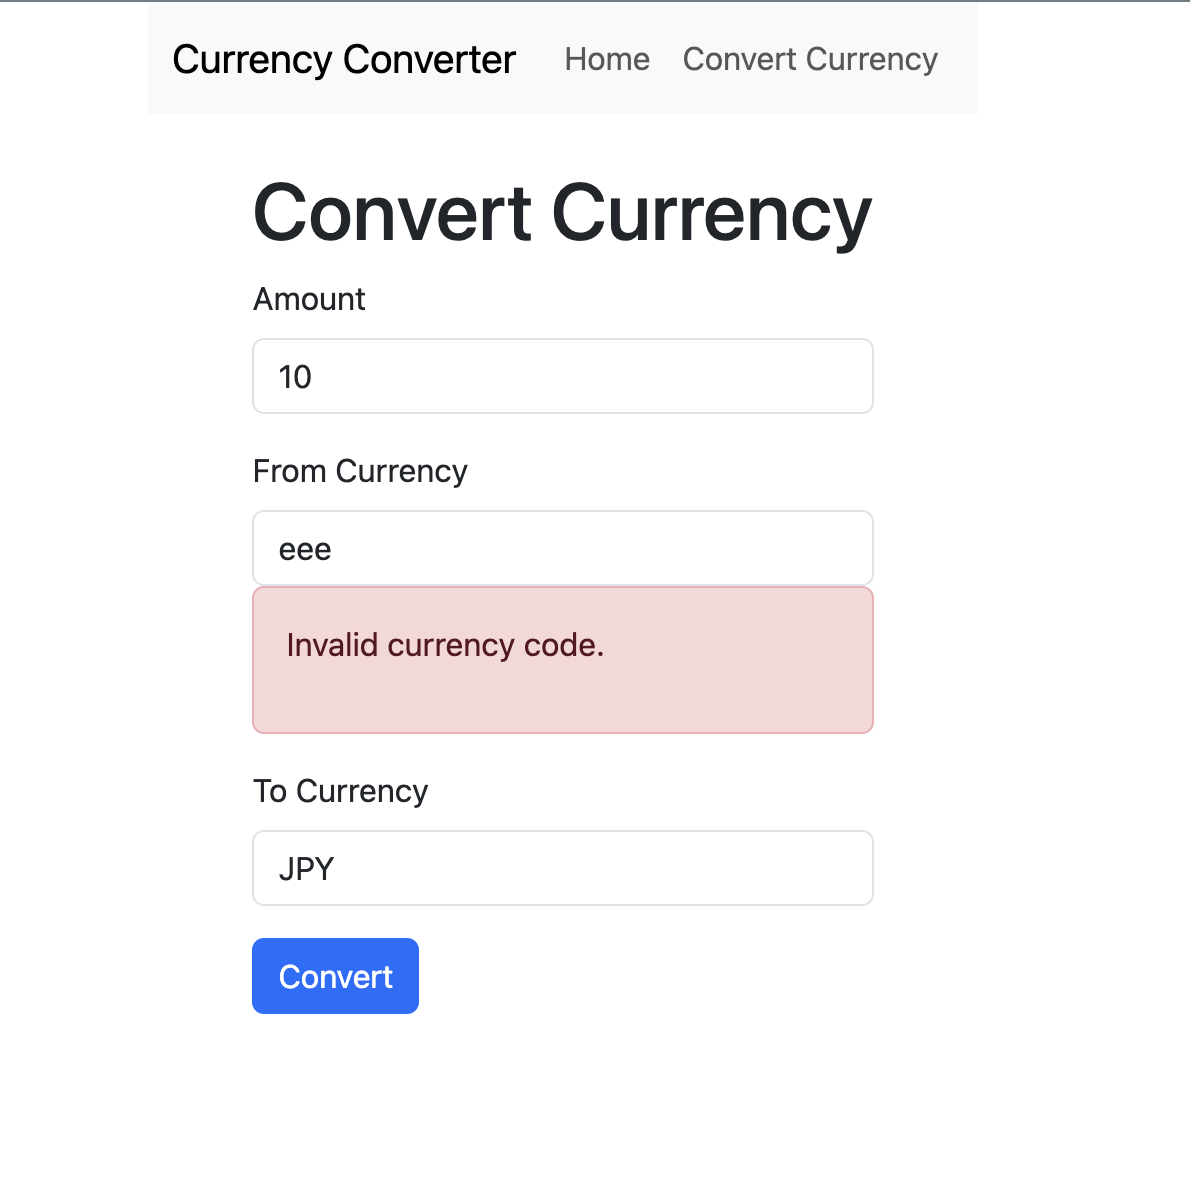 Currency Converter Home Convert Currency
Convert Currency
Amount
10
From Currency
eee
Invalid currency code.
To Currency
JPY
Convert